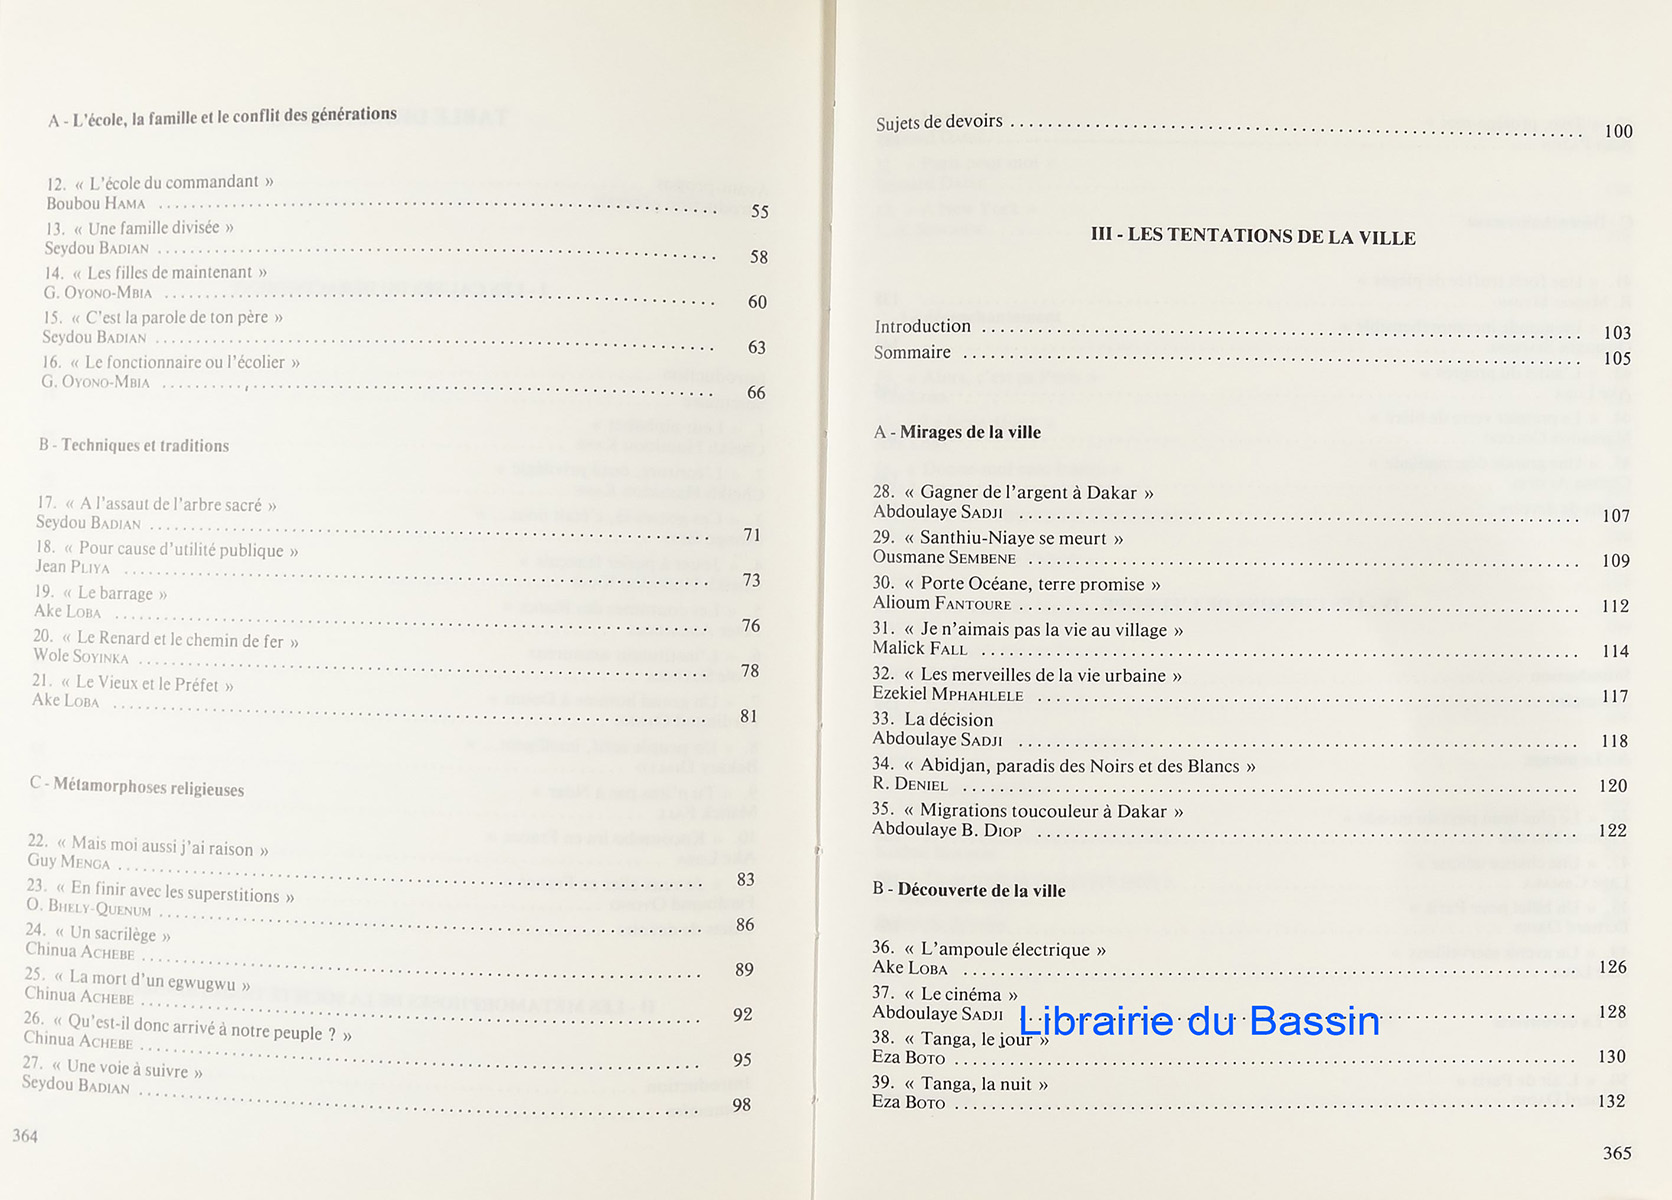 A - L'école, la famille et le conflit des générations
12. « L'école du commandant »
Boubou HAMA ........ 55
13. « Une famille divisée »
Seydou BADIAN ........ 58
14. « Les filles de maintenant »
G. OYONO-MBIA ........ 60
15. « C'est la parole de ton père »
Seydou BADIAN ........ 63
16. « Le fonctionnaire ou l'écolier »
G. OYONO-MBIA ........ 66
B - Techniques et traditions
17. « A l'assaut de l'arbre sacré »
Seydou BADIAN ........ 71
18. « Pour cause d'utilité publique »
Jean PLIYA ........ 73
19. « Le barrage »
Ake LOBA ........ 76
20. « Le Renard et le chemin de fer »
Wole SOYINKA ........ 78
21. « Le Vieux et le Préfet »
Ake LOBA ........ 81
C - Métamorphoses religieuses
22. « Mais moi aussi j'ai raison »
Guy MENGA ........ 83
23. « En finir avec les superstitions »
O. BHELY-QUENUM ........ 86
24. « Un sacrilège »
Chinua ACHEBE ........ 89
25. « La mort d'un egwugwu »
Chinua ACHEBE ........ 92
26. « Qu'est-il donc arrivé à notre peuple ? »
Chinua ACHEBE ........ 95
27. « Une voie à suivre »
Seydou BADIAN ........ 98
364
Sujets de devoirs ........ 100
III - LES TENTATIONS DE LA VILLE
Introduction ........ 103
Sommaire ........ 105
A - Mirages de la ville
28. « Gagner de l'argent à Dakar »
Abdoulaye SADJI ........ 107
29. « Santhiu-Niaye se meurt »
Ousmane SEMBENE ........ 109
30. « Porte Océane, terre promise »
Alioum FANTOURE ........ 112
31. « Je n'aimais pas la vie au village »
Malick FALL ........ 114
32. « Les merveilles de la vie urbaine »
Ezekiel MPHAHLELE ........ 117
33. La décision
Abdoulaye SADJI ........ 118
34. « Abidjan, paradis des Noirs et des Blancs »
R. DENIEL ........ 120
35. « Migrations toucouleur à Dakar »
Abdoulaye B. DIOP ........ 122
B - Découverte de la ville
36. « L'ampoule électrique »
Ake LOBA ........ 126
37. « Le cinéma »
Abdoulaye SADJI ........ 128
Librairie du Bassin
38. « Tanga, le jour »
Eza BOTO ........ 130
39. « Tanga, la nuit »
Eza BOTO ........ 132
365